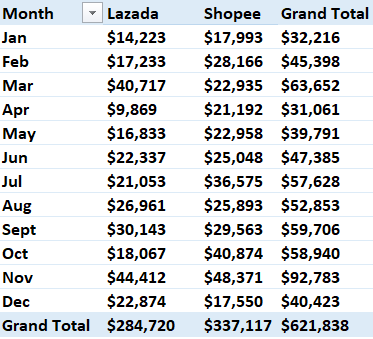 Month Lazada Shopee Grand Total
Jan $14,223 $17,993 $32,216
Feb $17,233 $28,166 $45,398
Mar $40,717 $22,935 $63,652
Apr $9,869 $21,192 $31,061
May $16,833 $22,958 $39,791
Jun $22,337 $25,048 $47,385
Jul $21,053 $36,575 $57,628
Aug $26,961 $25,893 $52,853
Sept $30,143 $29,563 $59,706
Oct $18,067 $40,874 $58,940
Nov $44,412 $48,371 $92,783
Dec $22,874 $17,550 $40,423
Grand Total $284,720 $337,117 $621,838